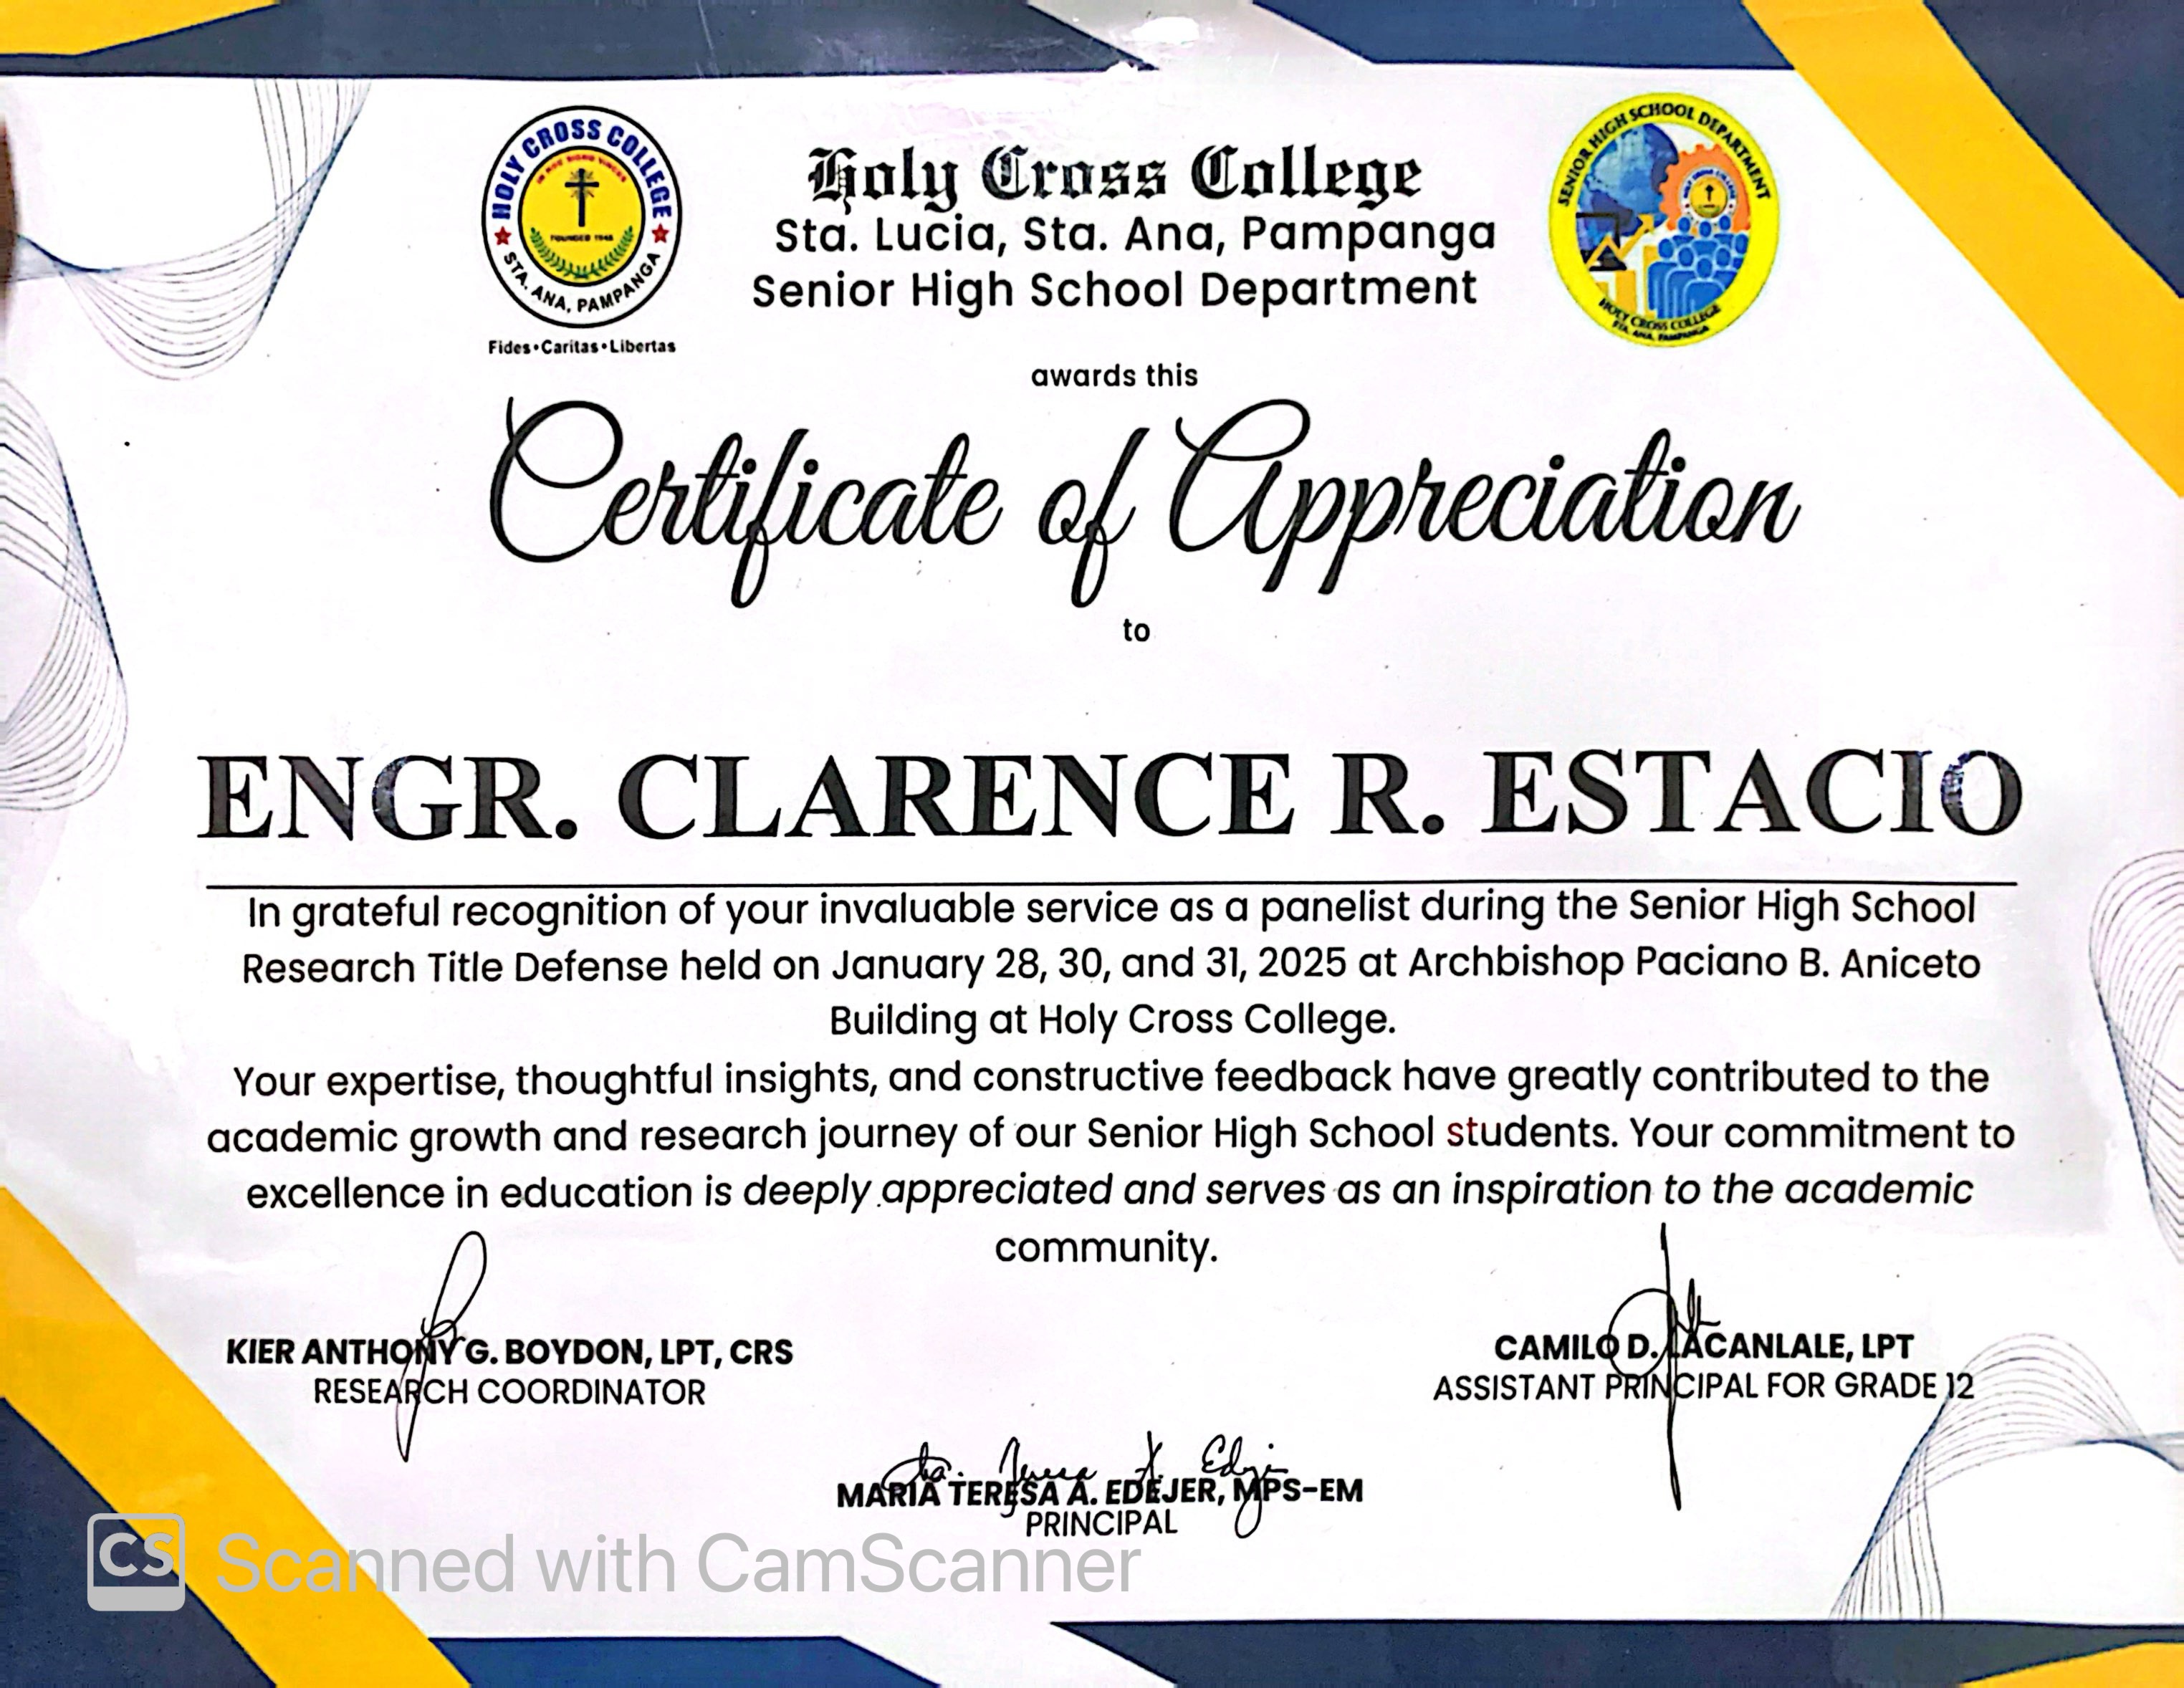 HOLY CROSS COLLEGE
FOUNDED 1945
STA. ANA, PAMPANGA
Fides•Caritas•Libertas
Holy Cross College
Sta. Lucia, Sta. Ana, Pampanga
Senior High School Department
SENIOR HIGH SCHOOL DEPARTMENT
HOLY CROSS COLLEGE
STA. ANA, PAMPANGA
awards this
Certificate of Appreciation
to
ENGR. CLARENCE R. ESTACIO
In grateful recognition of your invaluable service as a panelist during the Senior High School
Research Title Defense held on January 28, 30, and 31, 2025 at Archbishop Paciano B. Aniceto
Building at Holy Cross College.
Your expertise, thoughtful insights, and constructive feedback have greatly contributed to the
academic growth and research journey of our Senior High School students. Your commitment to
excellence in education is deeply appreciated and serves as an inspiration to the academic
community.
KIER ANTHONY G. BOYDON, LPT, CRS
RESEARCH COORDINATOR
CAMILO D. LACANLALE, LPT
ASSISTANT PRINCIPAL FOR GRADE 12
MARIA TERESA A. EDEJER, MPS-EM
PRINCIPAL
CS Scanned with CamScanner